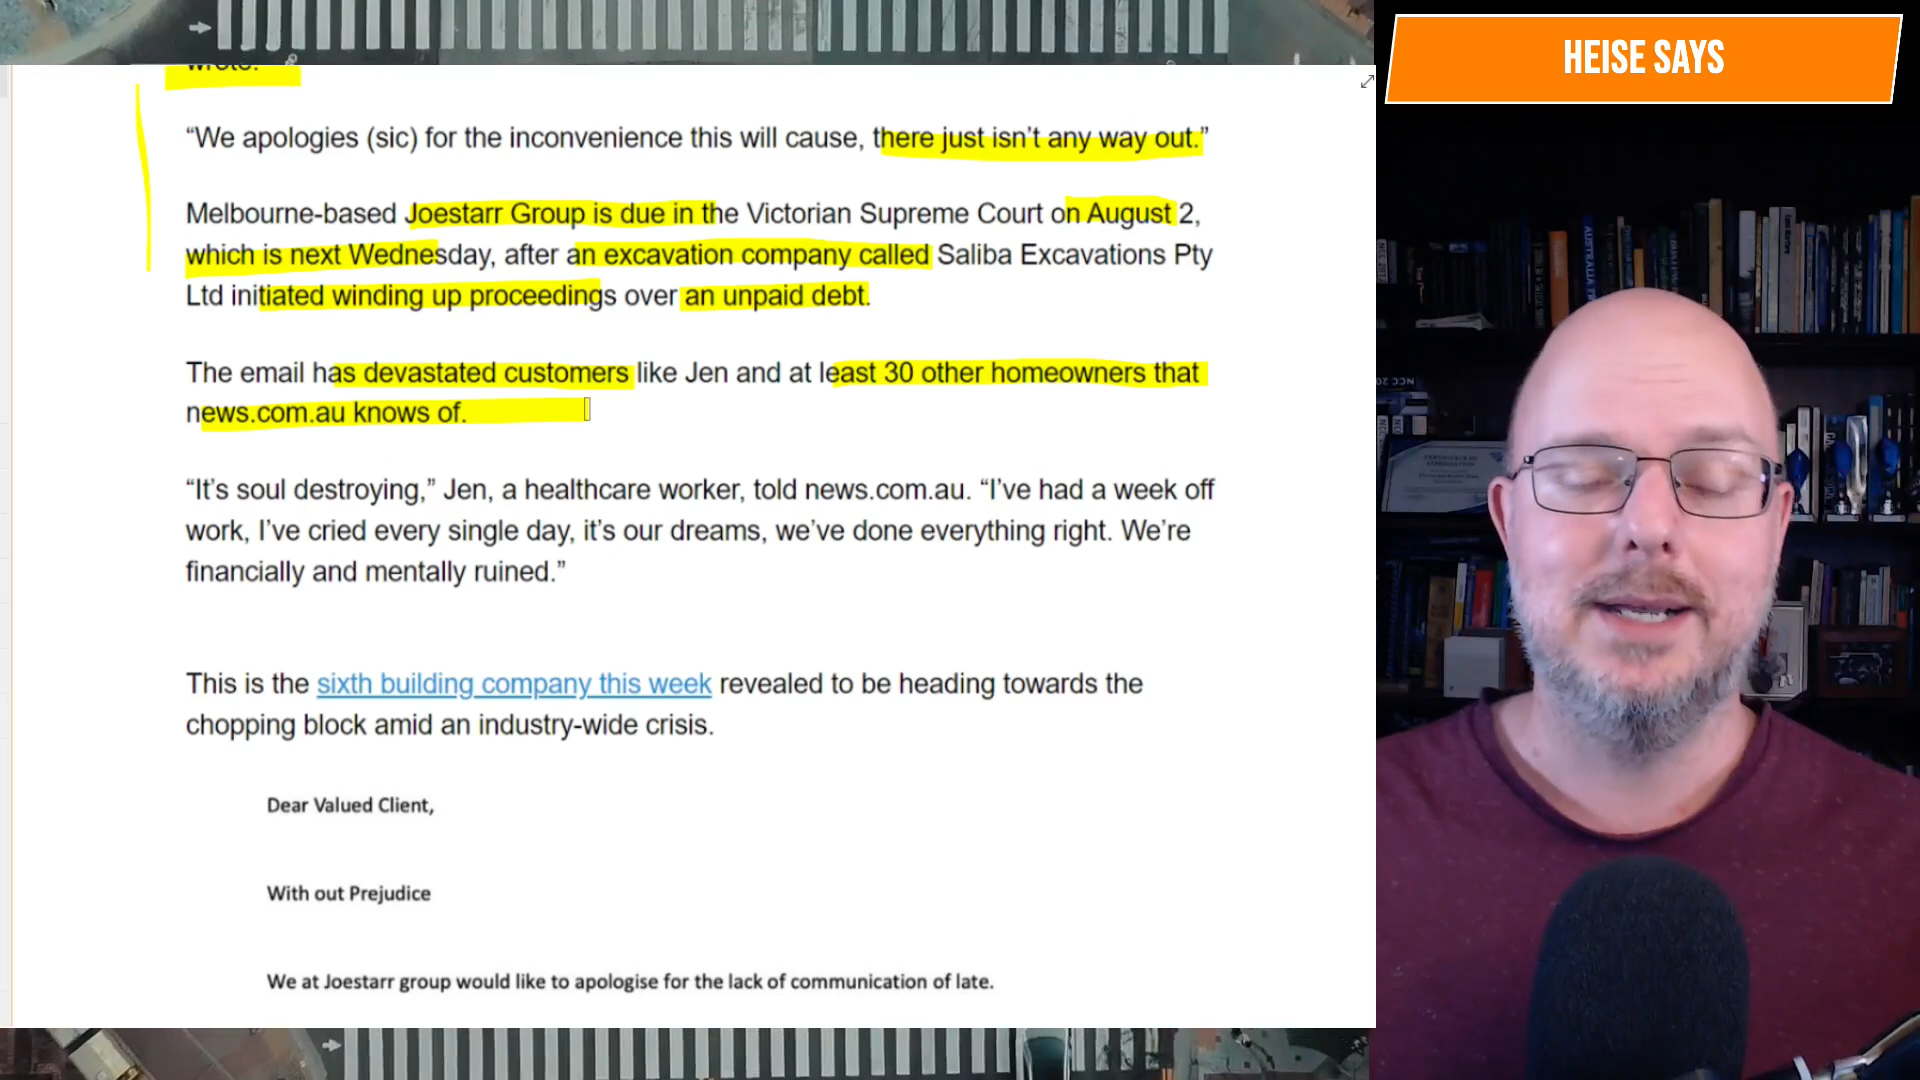 HEISE SAYS
wrote.
“We apologies (sic) for the inconvenience this will cause, there just isn’t any way out.”
Melbourne-based Joestarr Group is due in the Victorian Supreme Court on August 2,
which is next Wednesday, after an excavation company called Saliba Excavations Pty
Ltd initiated winding up proceedings over an unpaid debt.
The email has devastated customers like Jen and at least 30 other homeowners that
news.com.au knows of.
“It’s soul destroying,” Jen, a healthcare worker, told news.com.au. “I’ve had a week off
work, I’ve cried every single day, it’s our dreams, we’ve done everything right. We’re
financially and mentally ruined.”
This is the sixth building company this week revealed to be heading towards the
chopping block amid an industry-wide crisis.
Dear Valued Client,
With out Prejudice
We at Joestarr group would like to apologise for the lack of communication of late.